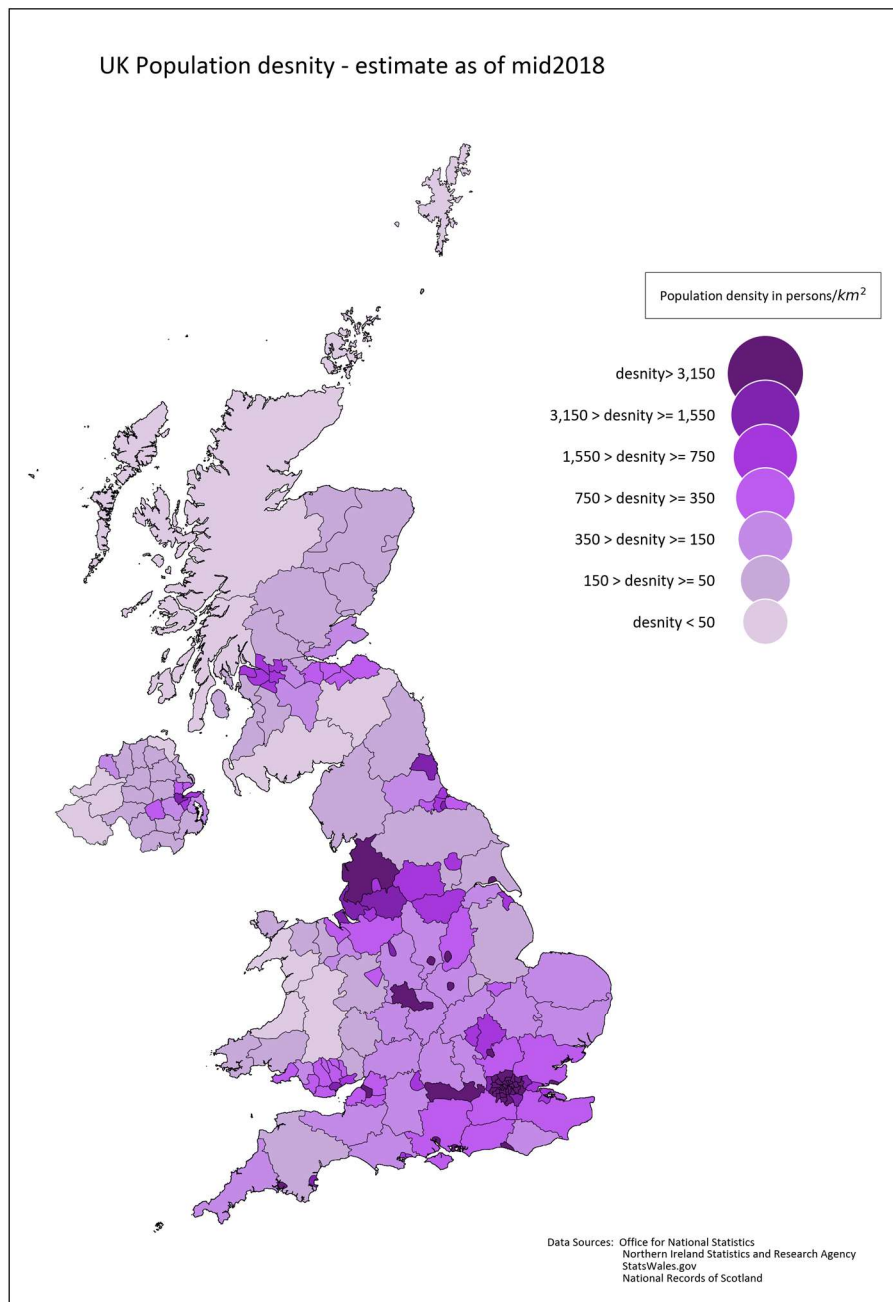 UK Population desnity - estimate as of mid2018
Population density in persons/km²
desnity> 3,150
3,150 > desnity >= 1,550
1,550 > desnity >= 750
750 > desnity >= 350
350 > desnity >= 150
150 > desnity >= 50
desnity < 50
Data Sources: Office for National Statistics
Northern Ireland Statistics and Research Agency
StatsWales.gov
National Records of Scotland